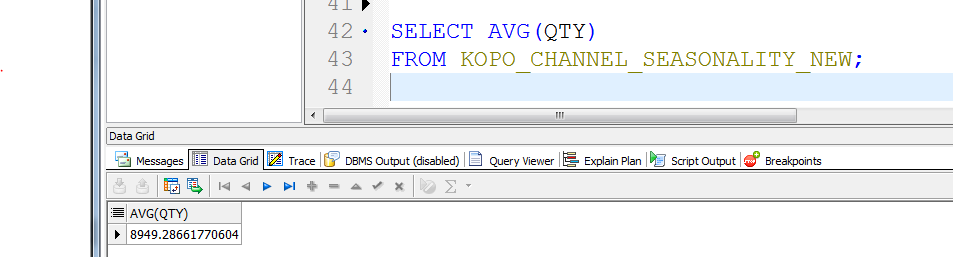 41
42 SELECT AVG(QTY)
43 FROM KOPO_CHANNEL_SEASONALITY_NEW;
44
Data Grid
Messages Data Grid Trace DBMS Output (disabled) Query Viewer Explain Plan Script Output Breakpoints
AVG(QTY)
8949.28661770604